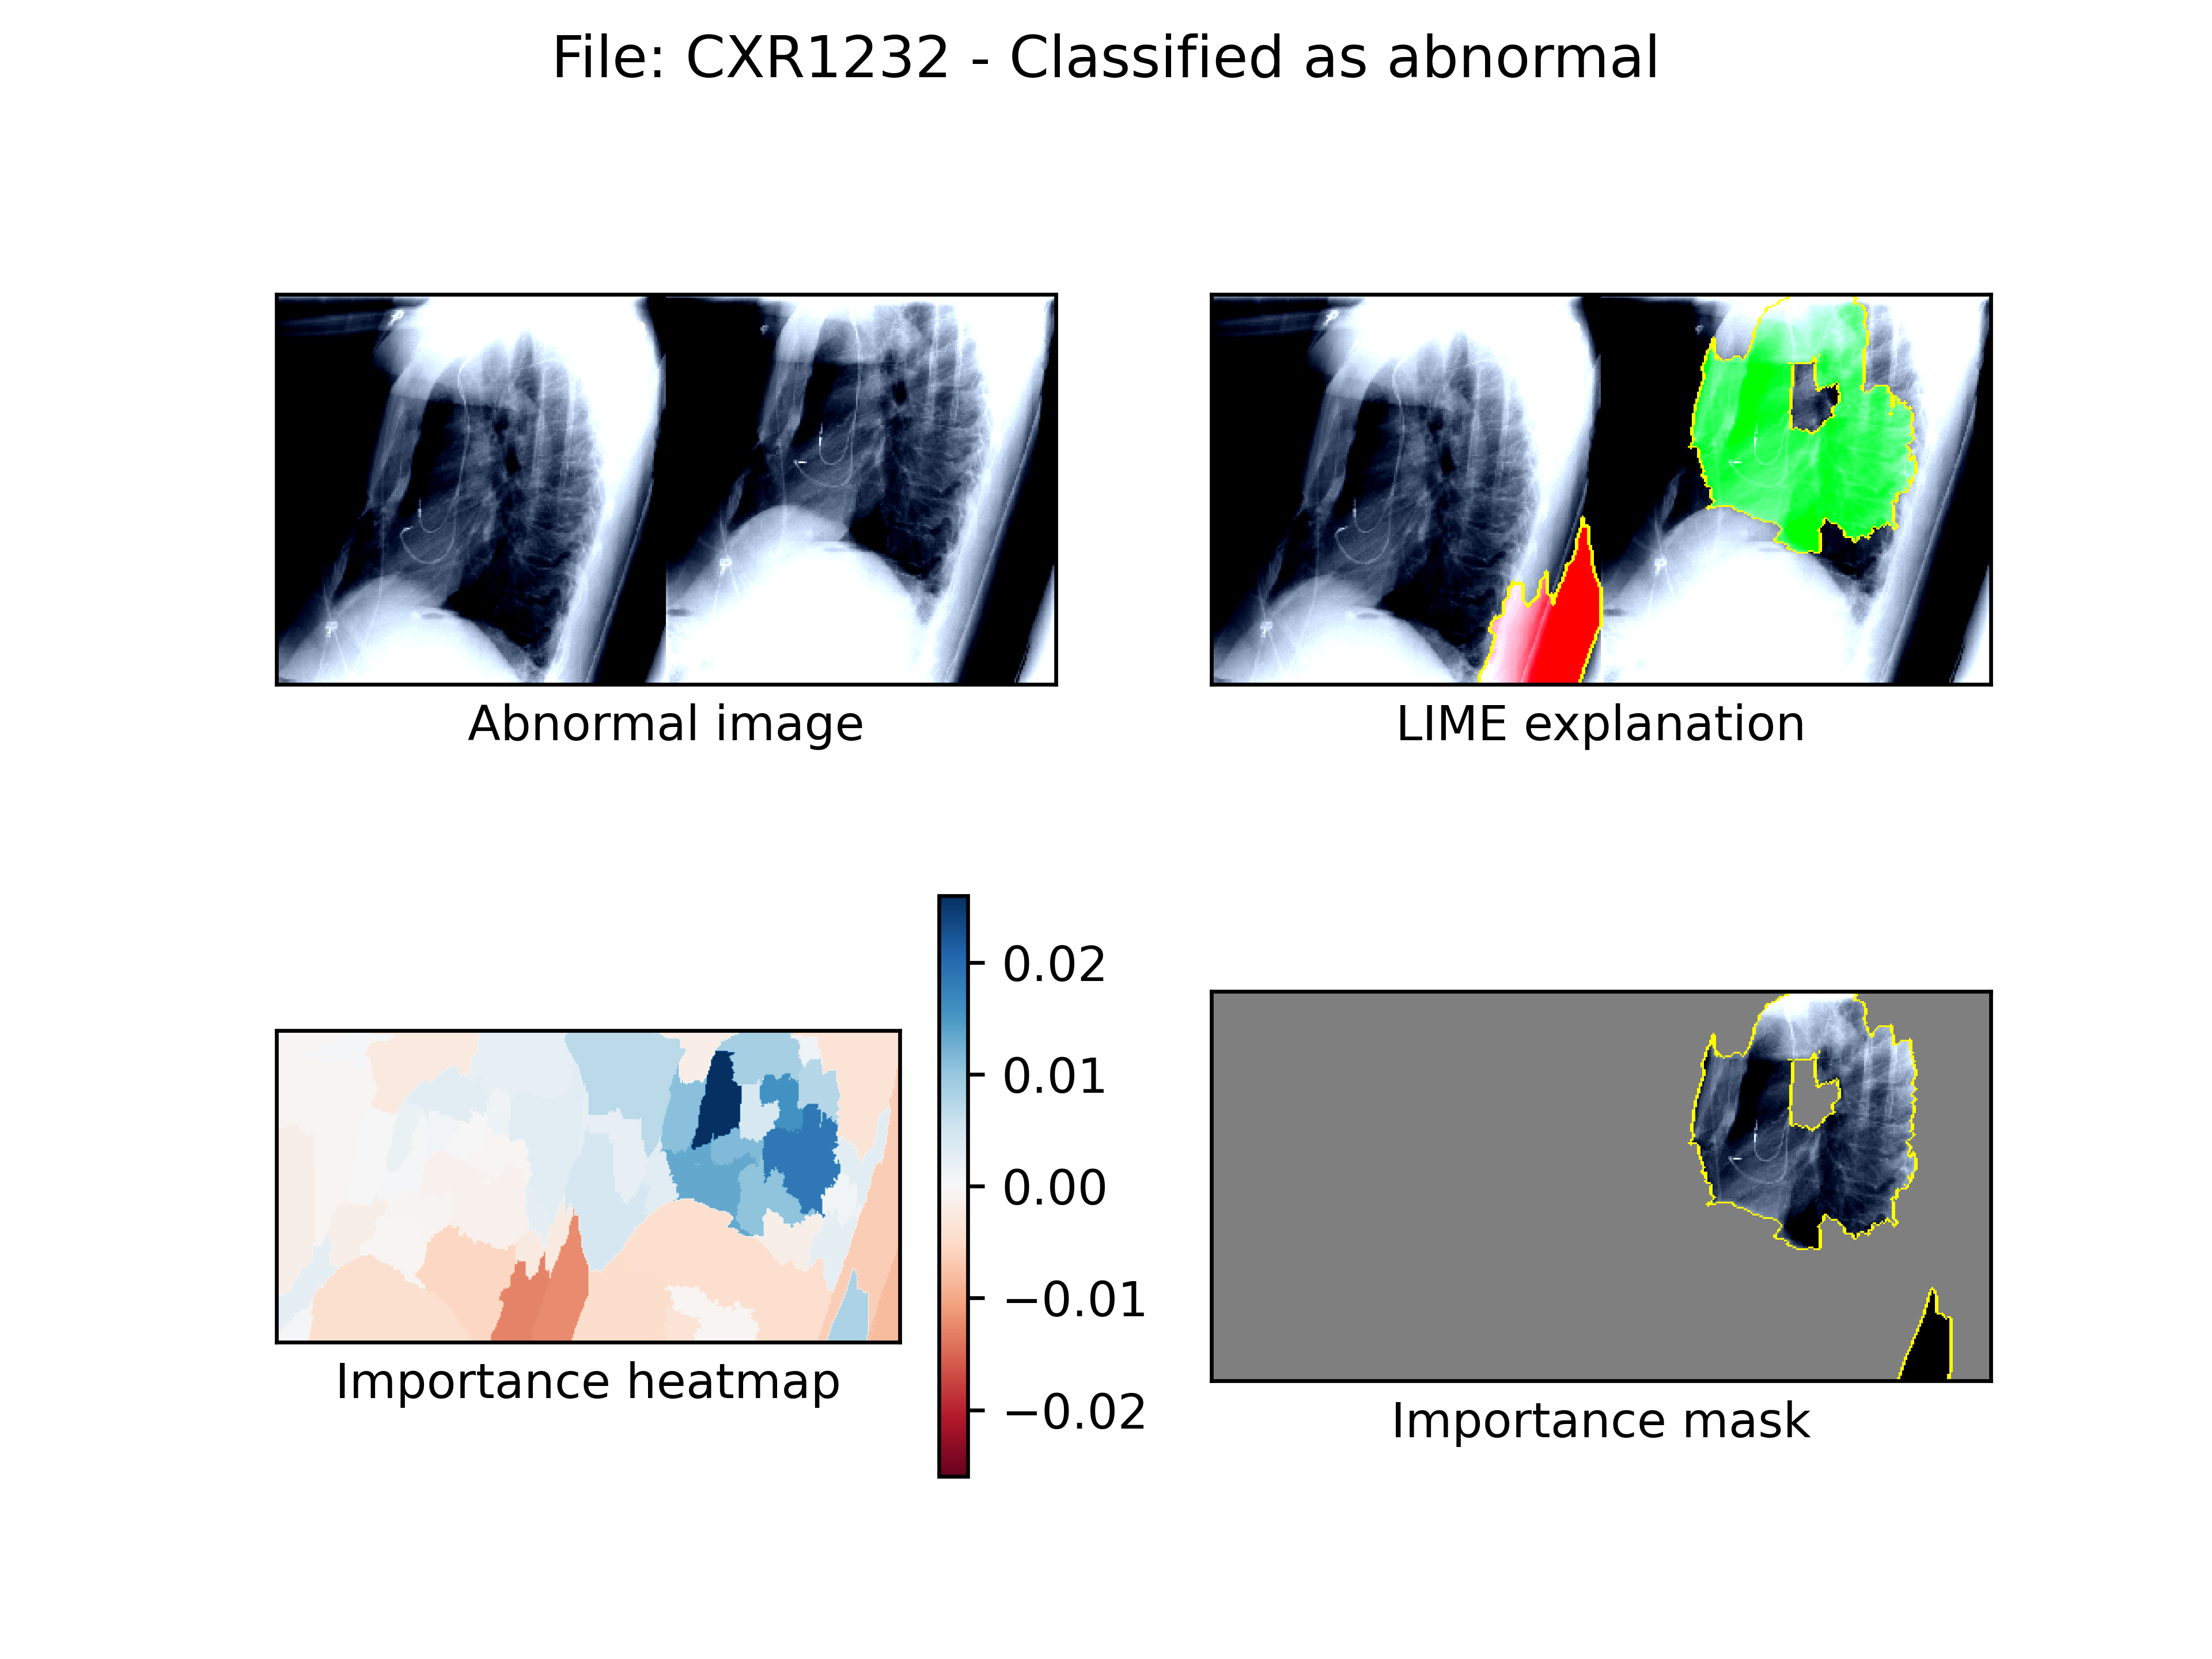 File: CXR1232 - Classified as abnormal
Abnormal image
LIME explanation
0.02
0.01
0.00
−0.01
−0.02
Importance heatmap
Importance mask